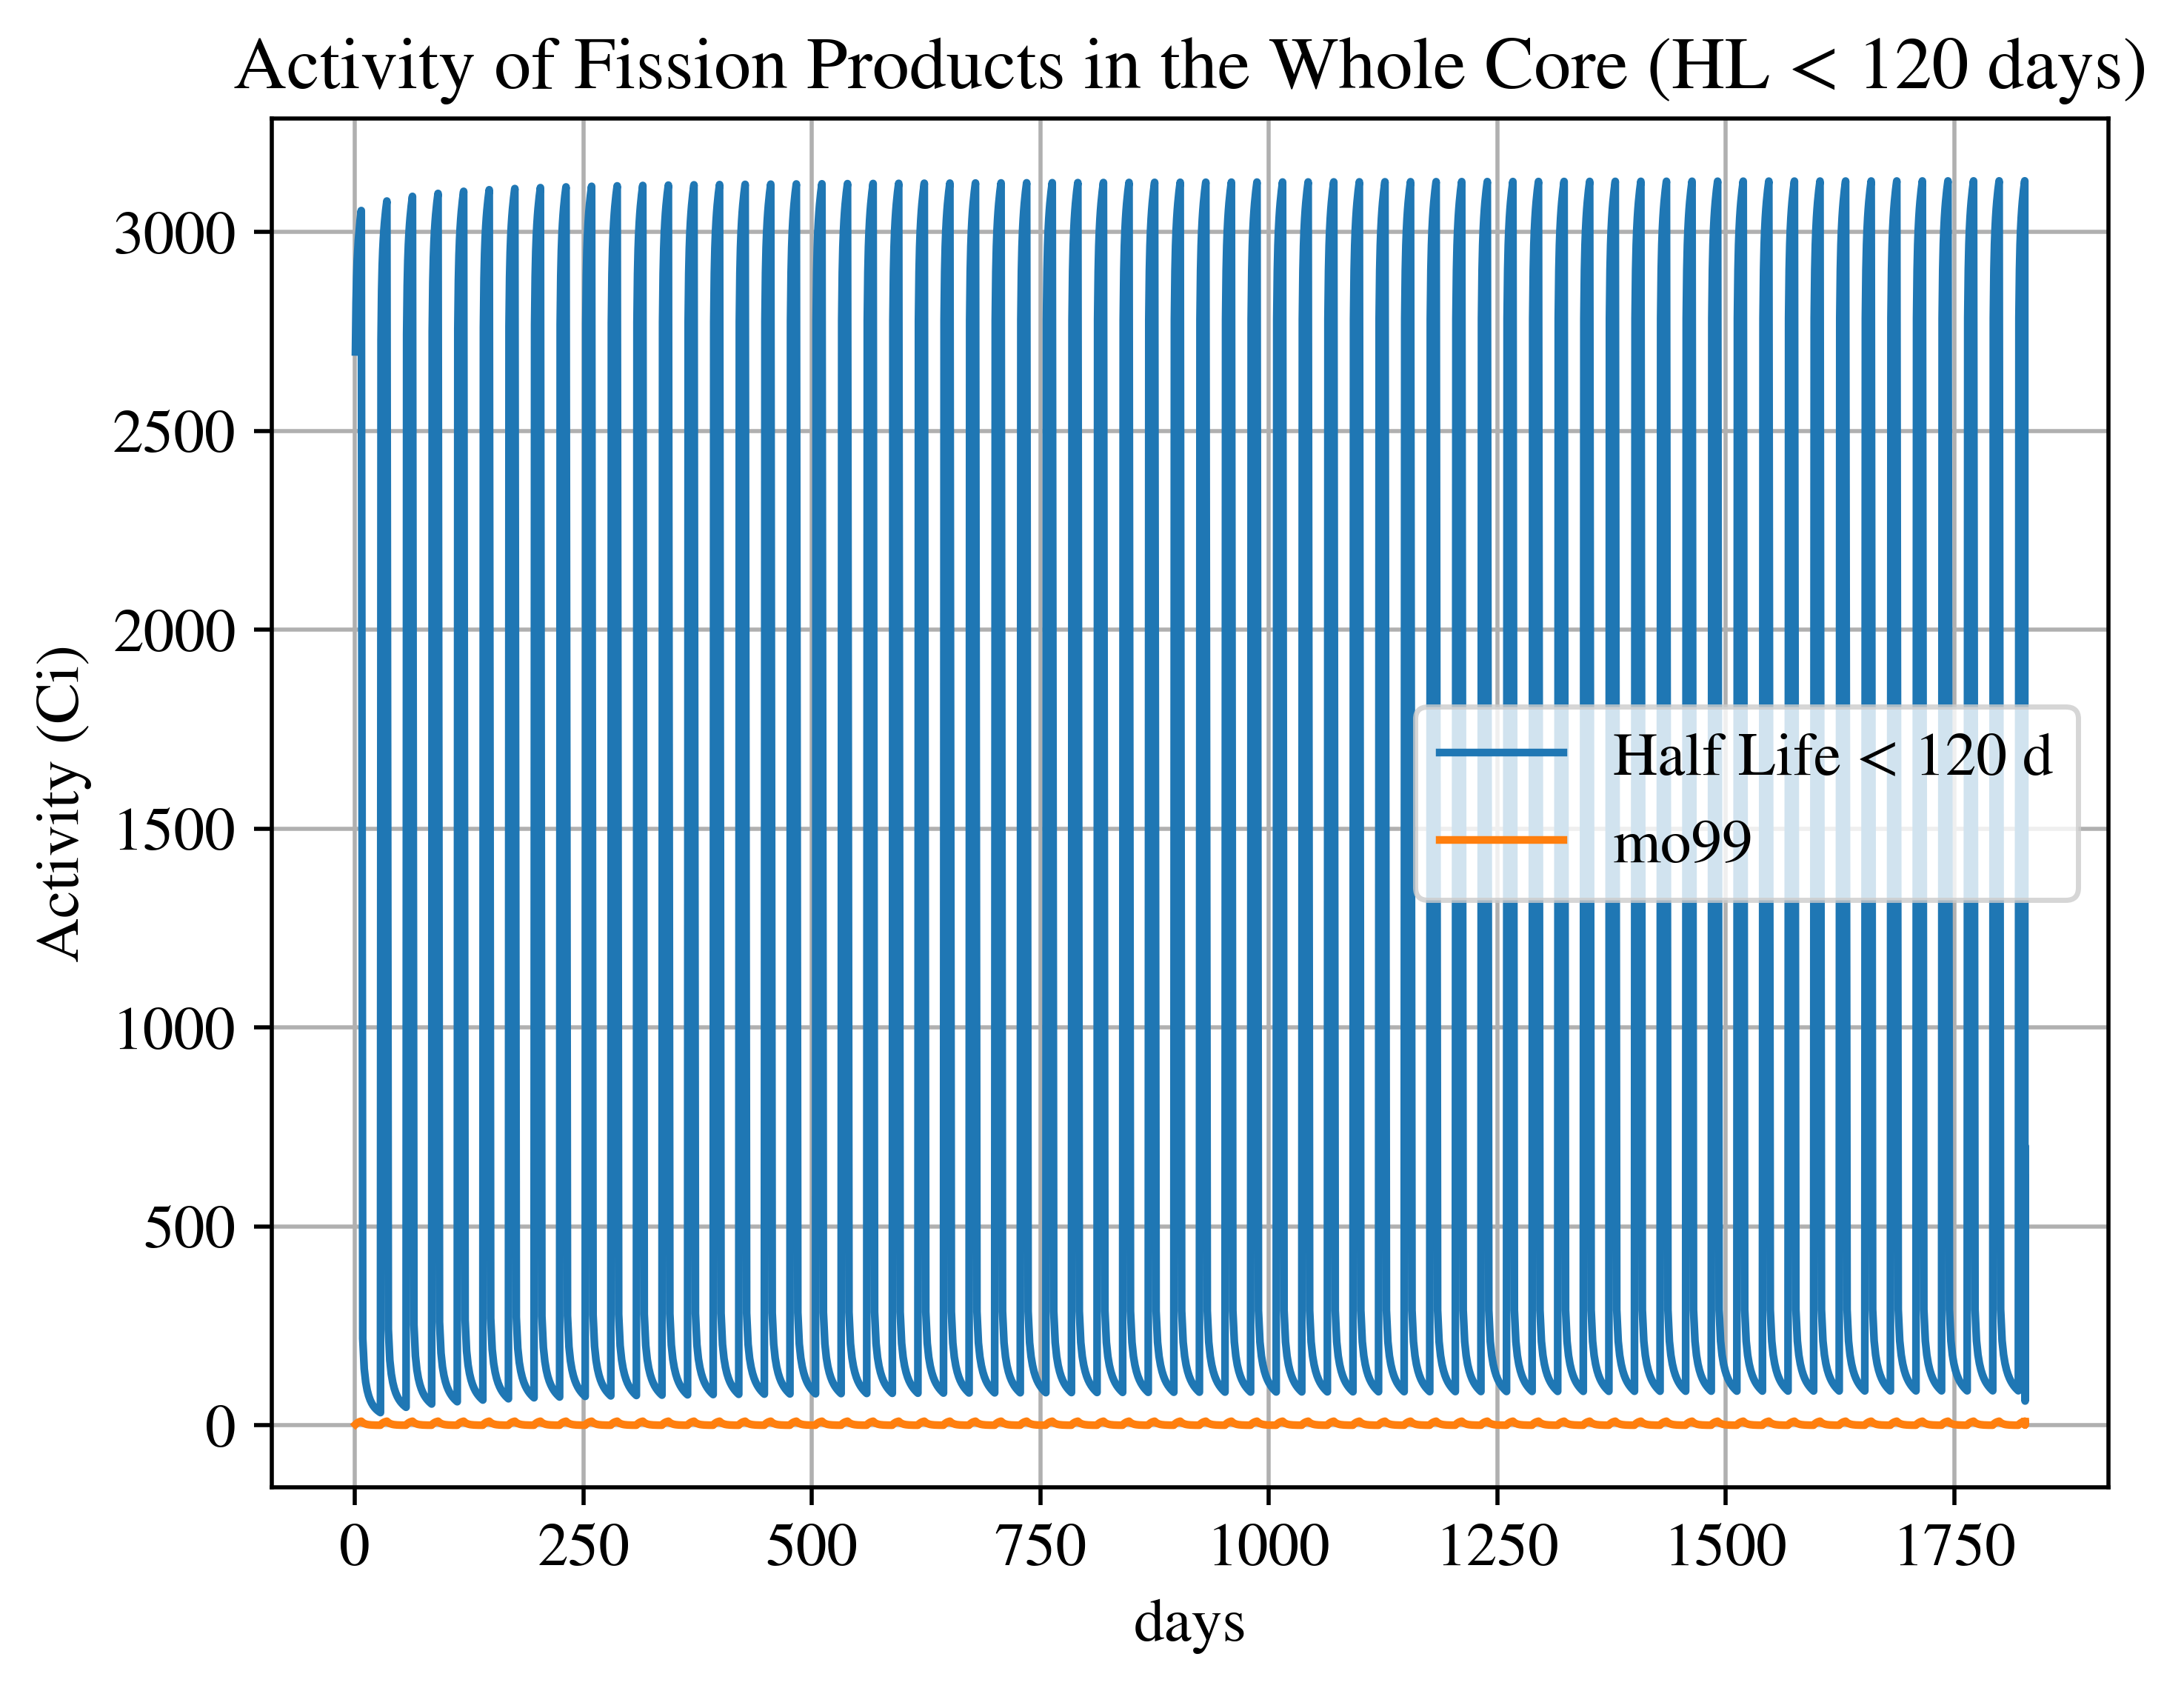 Activity of Fission Products in the Whole Core (HL < 120 days)
Activity (Ci)
3000
2500
2000
1500
1000
500
0
Half Life < 120 d
mo99
0 250 500 750 1000 1250 1500 1750
days